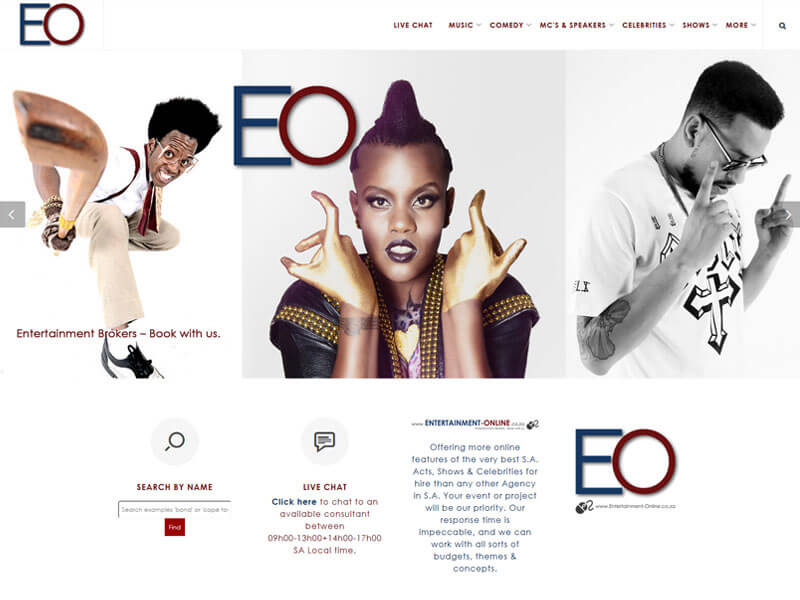 EO
LIVE CHAT MUSIC COMEDY MC'S & SPEAKERS CELEBRITIES SHOWS MORE
EO
Entertainment Brokers – Book with us.
SEARCH BY NAME
Search examples 'bond' or 'cape to
Find
LIVE CHAT
Click here to chat to an
available consultant
between
09h00-13h00+14h00-17h00
SA Local time.
www.ENTERTAINMENT-ONLINE.co.za
Offering more online
features of the very best S.A.
Acts, Shows & Celebrities for
hire than any other Agency
in S.A. Your event or project
will be our priority. Our
response time is
impeccable, and we can
work with all sorts of
budgets, themes &
concepts.
EO
www.Entertainment-Online.co.za